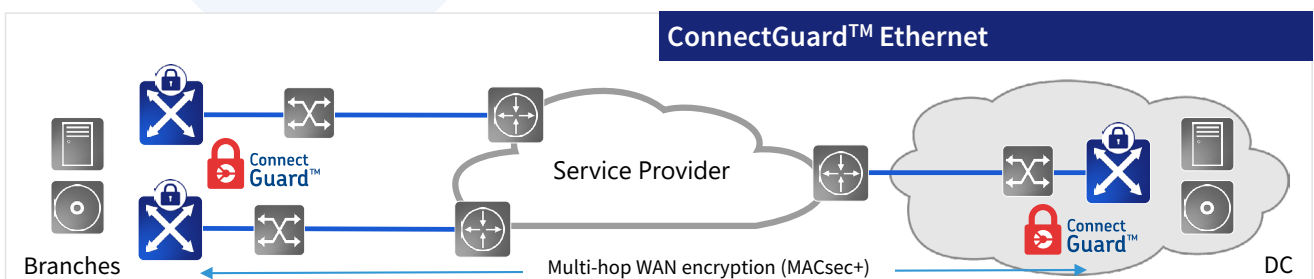 ConnectGuard™ Ethernet
Connect
Guard™
Service Provider
Connect
Guard™
Branches
Multi-hop WAN encryption (MACsec+)
DC